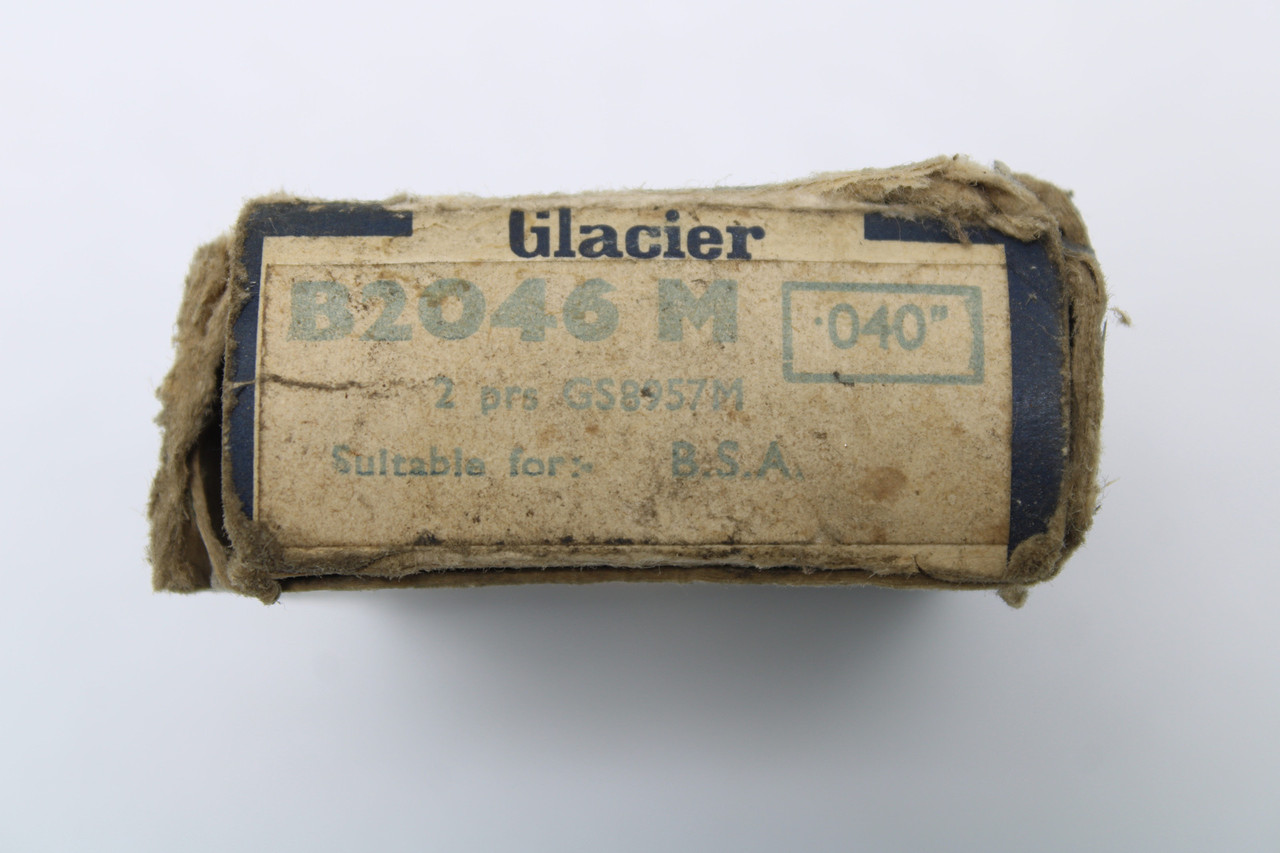 Glacier
B2046 M
·040"
2 prs GS8957M
Suitable for:-   B.S.A.